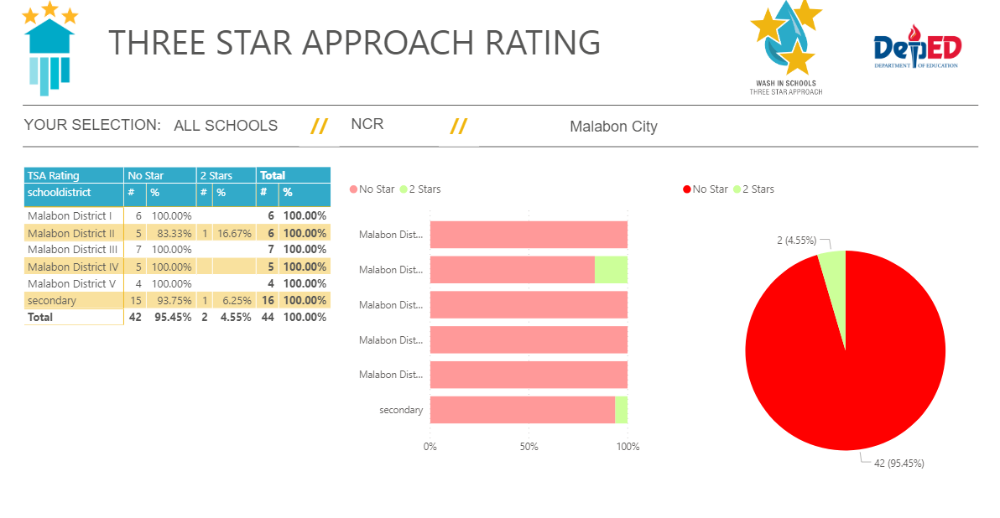 THREE STAR APPROACH RATING
WASH IN SCHOOLS
THREE STAR APPROACH
DepED
DEPARTMENT OF EDUCATION
YOUR SELECTION: ALL SCHOOLS // NCR // Malabon City
TSA Rating No Star 2 Stars Total
schooldistrict # % # % # %
Malabon District I 6 100.00% 6 100.00%
Malabon District II 5 83.33% 1 16.67% 6 100.00%
Malabon District III 7 100.00% 7 100.00%
Malabon District IV 5 100.00% 5 100.00%
Malabon District V 4 100.00% 4 100.00%
secondary 15 93.75% 1 6.25% 16 100.00%
Total 42 95.45% 2 4.55% 44 100.00%
No Star 2 Stars
Malabon Dist...
Malabon Dist...
Malabon Dist...
Malabon Dist...
Malabon Dist...
secondary
0% 50% 100%
No Star 2 Stars
2 (4.55%)
42 (95.45%)